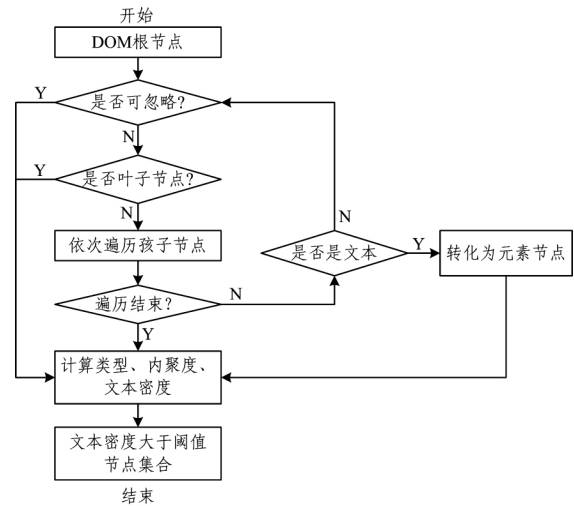 开始
DOM根节点
Y
是否可忽略?
N
Y
是否叶子节点?
N
N
依次遍历孩子节点
是否是文本
Y
转化为元素节点
遍历结束?
N
Y
计算类型、内聚度、
文本密度
文本密度大于阈值
节点集合
结束